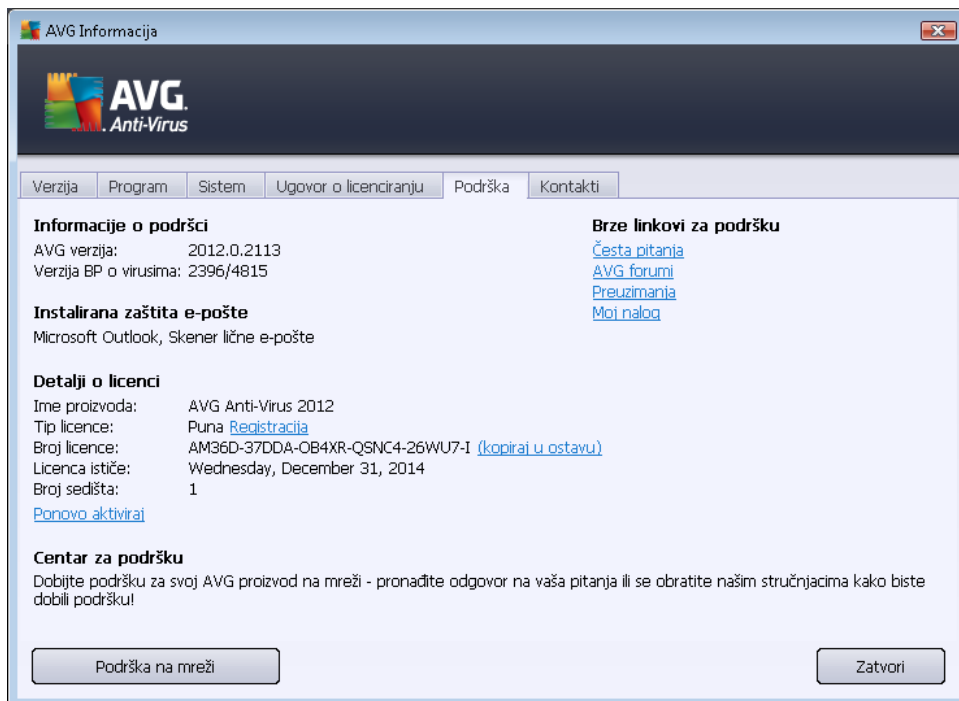 AVG Informacija
AVG.
Anti-Virus
Verzija Program Sistem Ugovor o licenciranju Podrška Kontakti
Informacije o podršci
AVG verzija: 2012.0.2113
Verzija BP o virusima: 2396/4815
Instalirana zaštita e-pošte
Microsoft Outlook, Skener lične e-pošte
Detalji o licenci
Ime proizvoda: AVG Anti-Virus 2012
Tip licence: Puna Registracija
Broj licence: AM36D-37DDA-OB4XR-QSNC4-26WU7-I (kopiraj u ostavu)
Licenca ističe: Wednesday, December 31, 2014
Broj sedišta: 1
Ponovo aktiviraj
Brze linkovi za podršku
Česta pitanja
AVG forumi
Preuzimanja
Moj nalog
Centar za podršku
Dobijte podršku za svoj AVG proizvod na mreži - pronađite odgovor na vaša pitanja ili se obratite našim stručnjacima kako biste
dobili podršku!
Podrška na mreži Zatvori